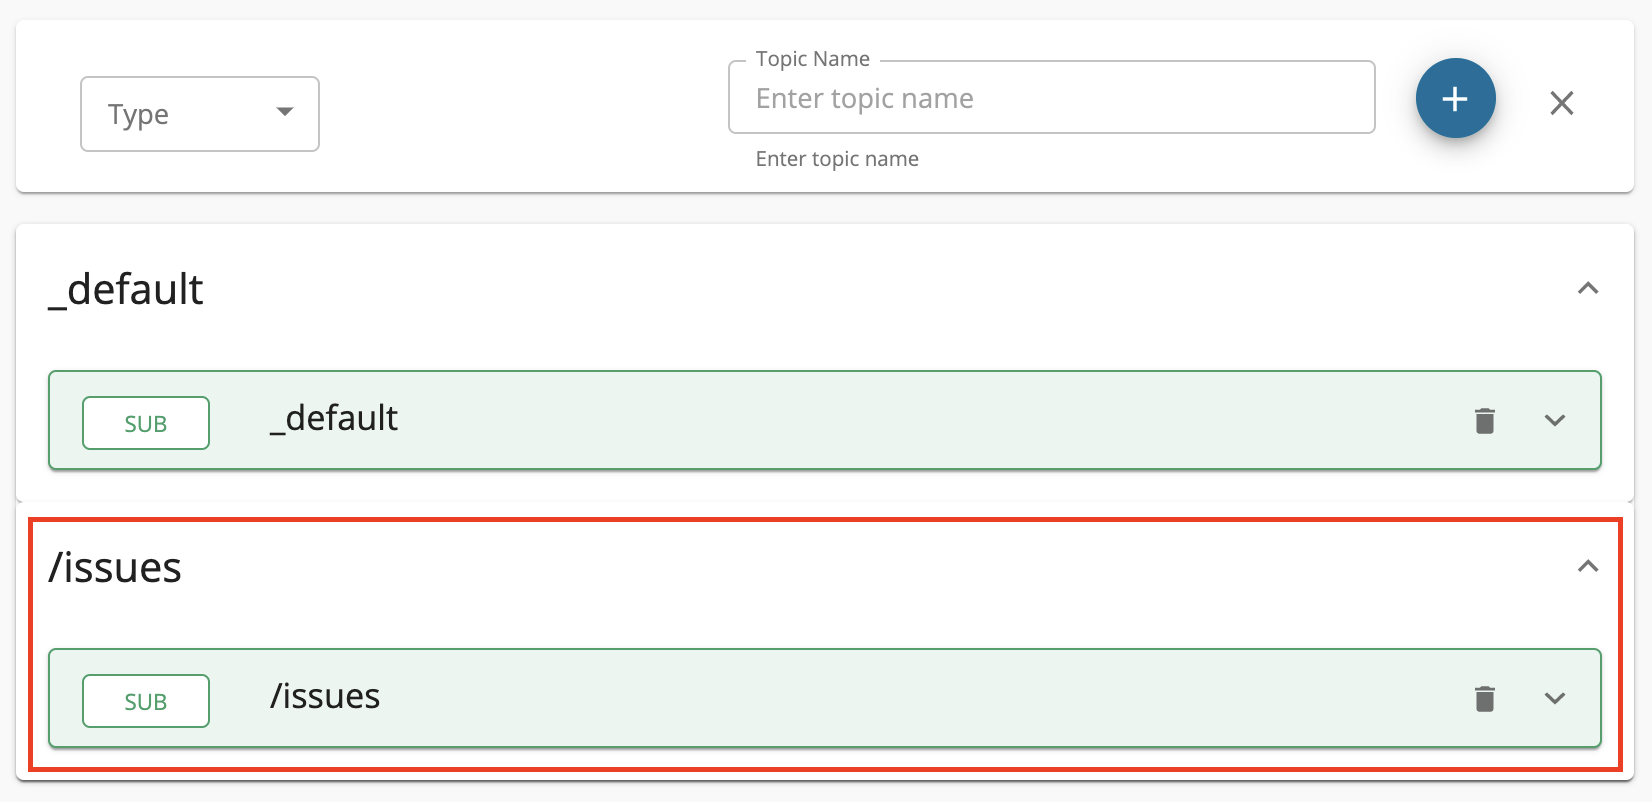 Type
Topic Name
Enter topic name
Enter topic name
_default
SUB
_default
/issues
SUB
/issues